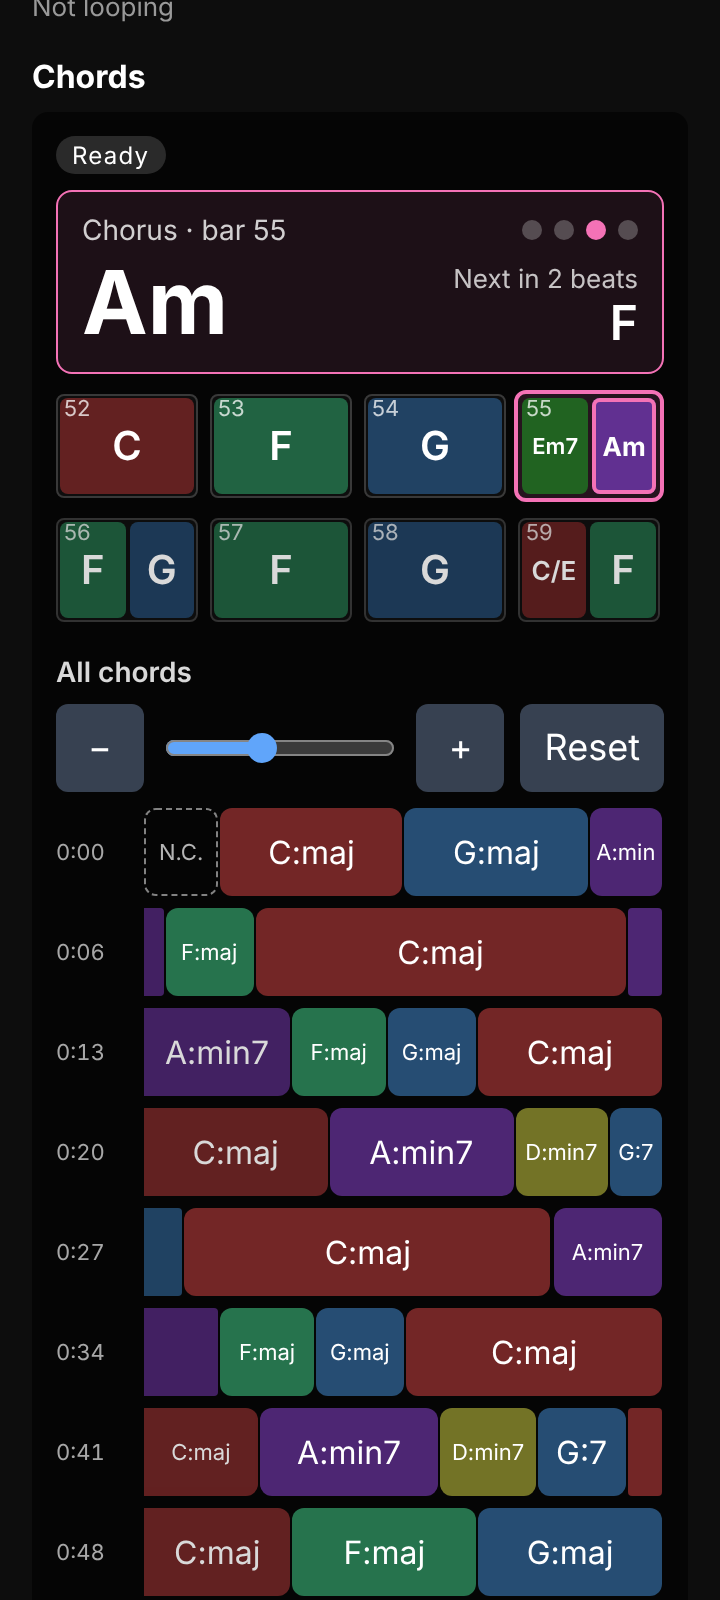 Not looping
Chords
Ready
Chorus · bar 55
Am
Next in 2 beats
F
52 C
53 F
54 G
55 Em7 Am
56 F G
57 F
58 G
59 C/E F
All chords
− + Reset
0:00 N.C. C:maj G:maj A:min
0:06 F:maj C:maj
0:13 A:min7 F:maj G:maj C:maj
0:20 C:maj A:min7 D:min7 G:7
0:27 C:maj A:min7
0:34 F:maj G:maj C:maj
0:41 C:maj A:min7 D:min7 G:7
0:48 C:maj F:maj G:maj